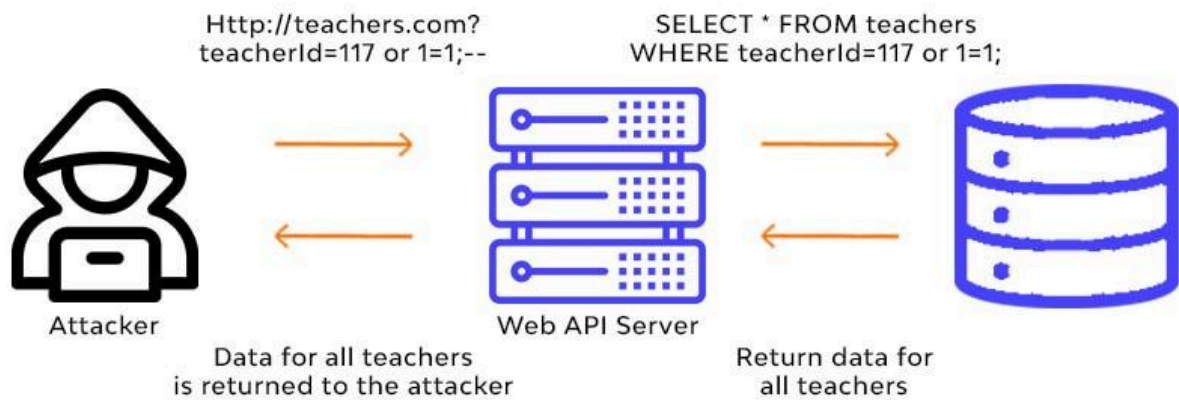 Http://teachers.com?
teacherId=117 or 1=1;--
SELECT * FROM teachers
WHERE teacherId=117 or 1=1;
Attacker
Web API Server
Data for all teachers
is returned to the attacker
Return data for
all teachers